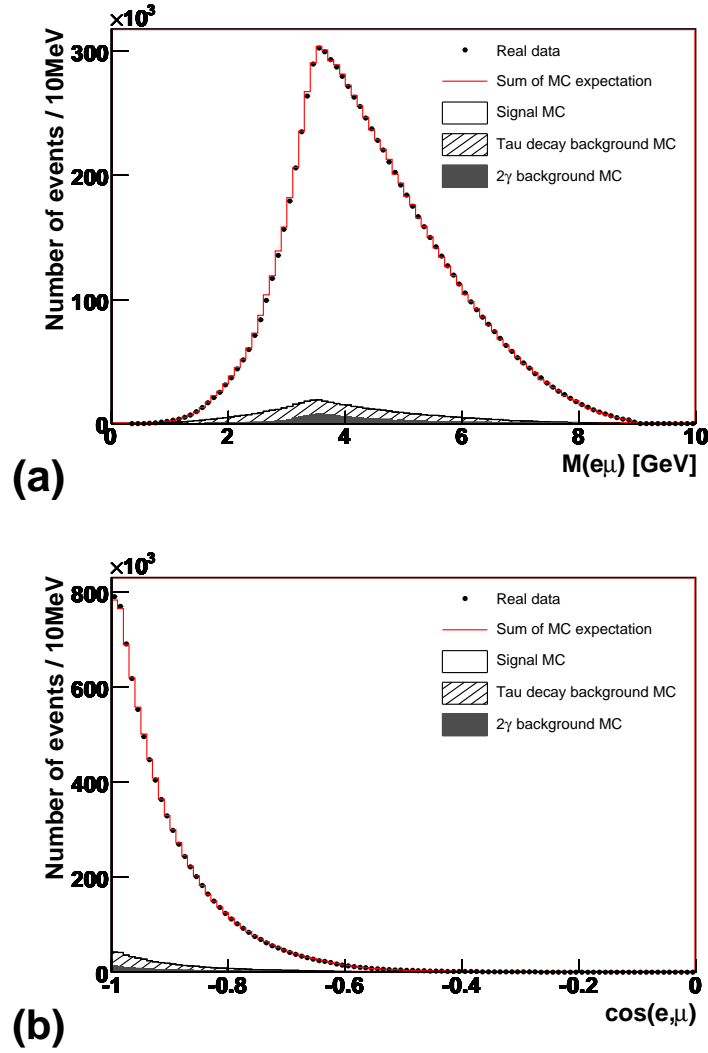 ×10³
Number of events / 10MeV
300
200
100
0
Real data
Sum of MC expectation
Signal MC
Tau decay background MC
2γ background MC
0 2 4 6 8 10
M(eμ) [GeV]
(a)
×10³
Number of events / 10MeV
800
600
400
200
0
Real data
Sum of MC expectation
Signal MC
Tau decay background MC
2γ background MC
-1 -0.8 -0.6 -0.4 -0.2 0
cos(e,μ)
(b)